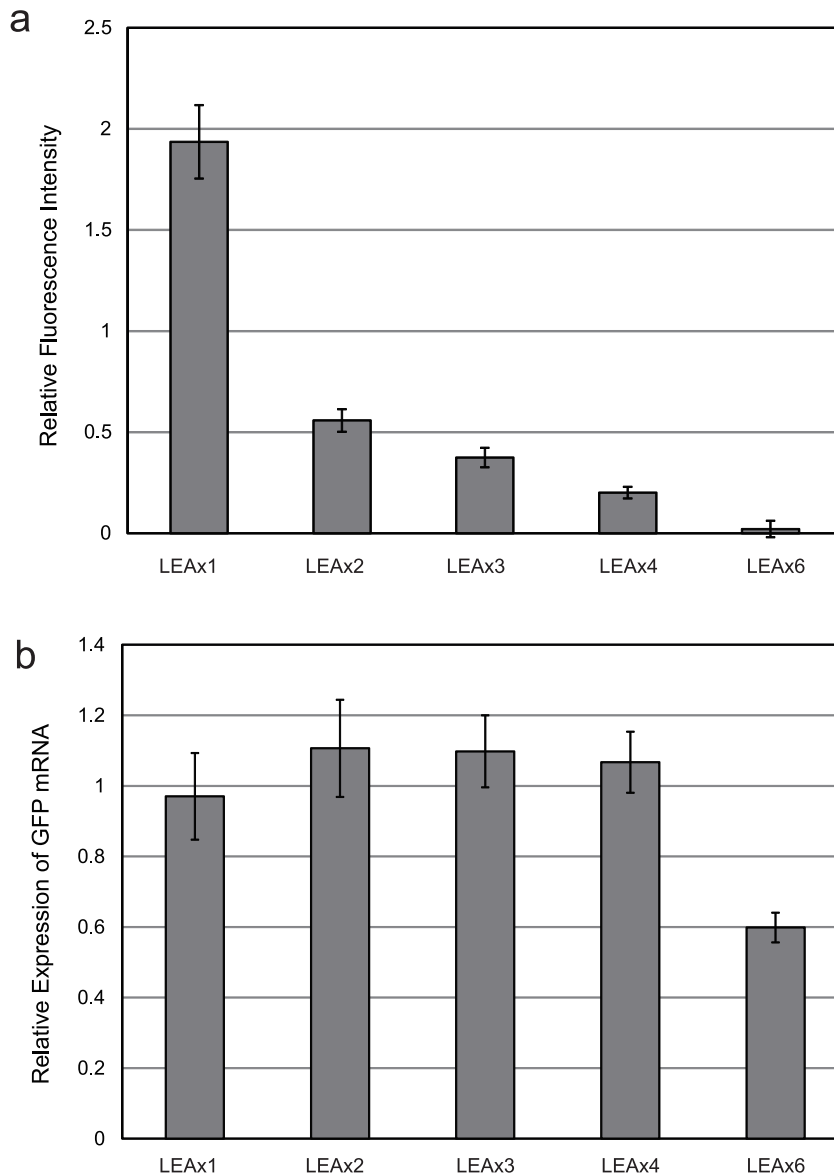 a
Relative Fluorescence Intensity
2.5
2
1.5
1
0.5
0
LEAx1 LEAx2 LEAx3 LEAx4 LEAx6
b
Relative Expression of GFP mRNA
1.4
1.2
1
0.8
0.6
0.4
0.2
0
LEAx1 LEAx2 LEAx3 LEAx4 LEAx6